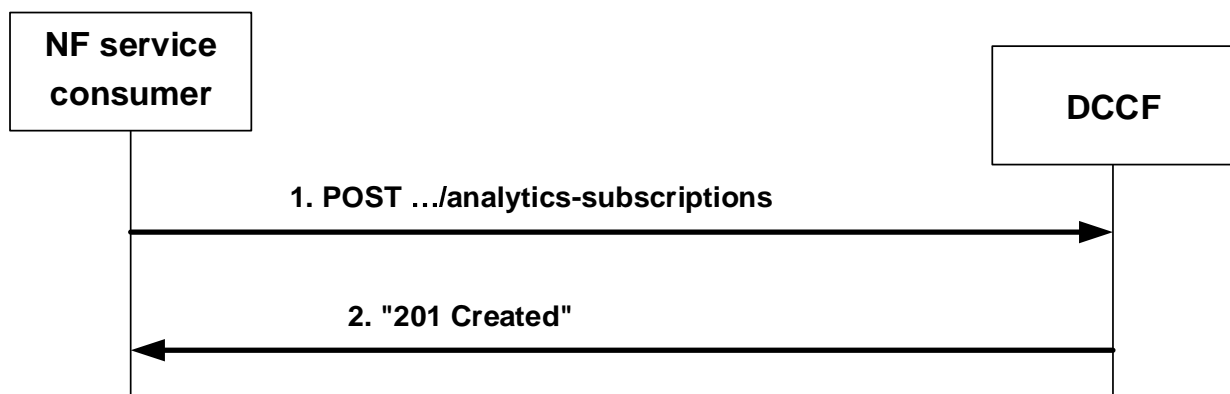 NF service
consumer
DCCF
1. POST …/analytics-subscriptions
2. "201 Created"